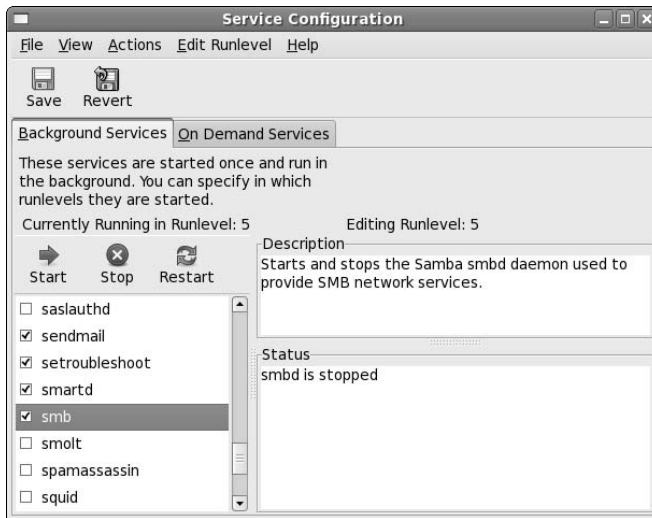 Service Configuration
File View Actions Edit Runlevel Help
Save Revert
Background Services On Demand Services
These services are started once and run in
the background. You can specify in which
runlevels they are started.
Currently Running in Runlevel: 5 Editing Runlevel: 5
Start Stop Restart
saslauthd
sendmail
setroubleshoot
smartd
smb
smolt
spamassassin
squid
Description
Starts and stops the Samba smbd daemon used to
provide SMB network services.
Status
smbd is stopped